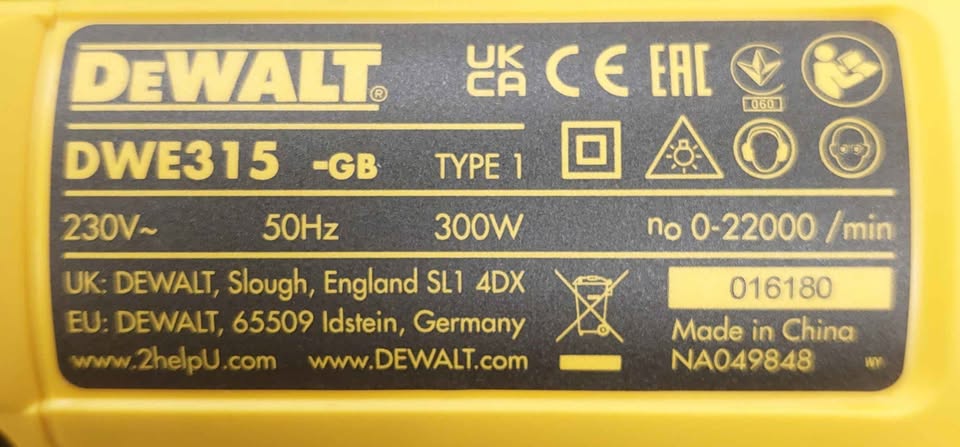 DEWALT®
UK CA CE EAC
060
DWE315 -GB TYPE 1
230V~ 50Hz 300W no 0-22000 /min
UK: DEWALT, Slough, England SL1 4DX
EU: DEWALT, 65509 Idstein, Germany
www.2helpU.com www.DEWALT.com
016180
Made in China
NA049848 WY